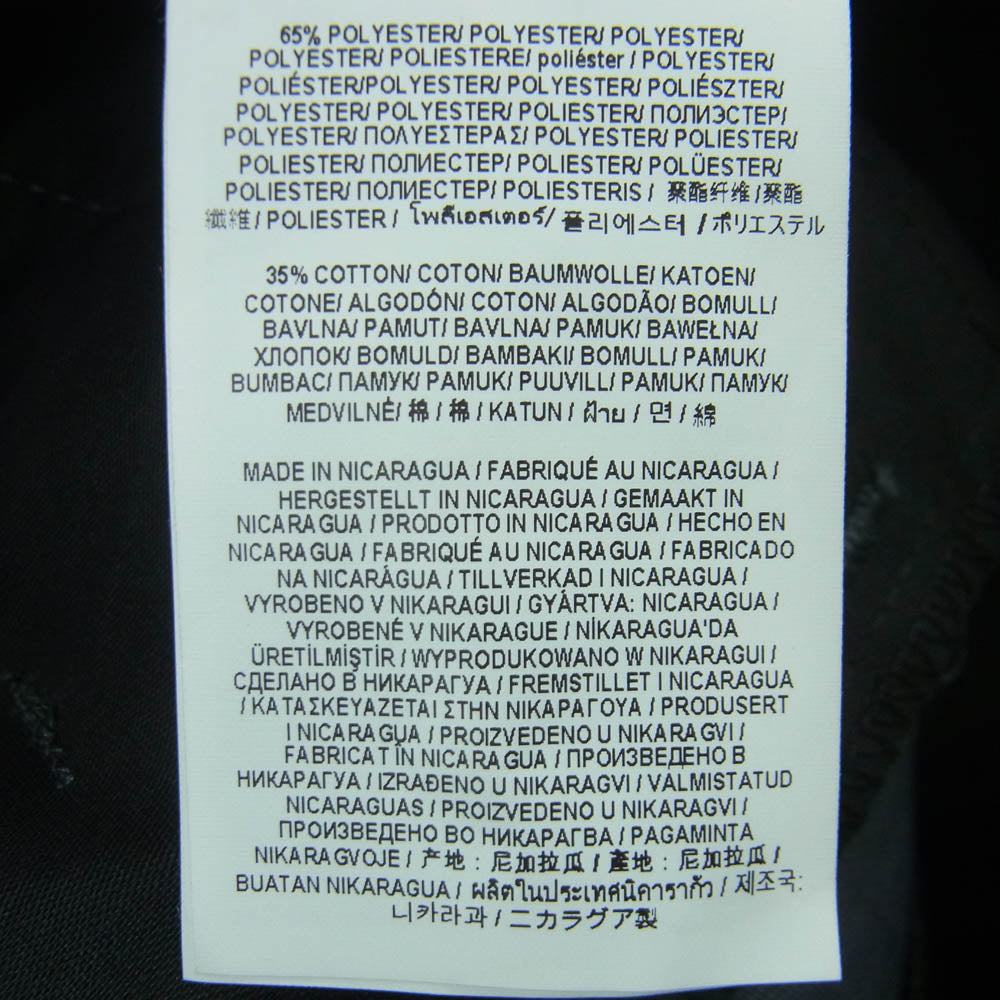 65% POLYESTER/ POLYESTER/ POLYESTER/
POLYESTER/ POLIESTERE/ poliéster / POLYESTER/
POLIÉSTER/POLYESTER/ POLYESTER/ POLIÉSZTER/
POLYESTER/ POLYESTER/ POLIESTER/ ПОЛИЭСТЕР/
POLYESTER/ ΠΟΛΥΕΣΤΕΡΑΣ/ POLYESTER/ POLIESTER/
POLIESTER/ ПОЛИЕСТЕР/ POLIESTER/ POLÜESTER/
POLIESTER/ ПОЛИЕСТЕР/ POLIESTERIS / 聚酯纤维/聚酯
纖維/ POLIESTER / โพลีเอสเตอร์/ 폴리에스터 / ポリエステル
35% COTTON/ COTON/ BAUMWOLLE/ KATOEN/
COTONE/ ALGODÓN/ COTON/ ALGODÃO/ BOMULL/
BAVLNA/ PAMUT/ BAVLNA/ PAMUK/ BAWEŁNA/
ХЛОПОК/ BOMULD/ BAMBAKI/ BOMULL/ PAMUK/
BUMBAC/ ПАМУК/ PAMUK/ PUUVILL/ PAMUK/ ПАМУК/
MEDVILNÉ/ 棉 / 棉 / KATUN / ฝ้าย / 면 / 綿
MADE IN NICARAGUA / FABRIQUÉ AU NICARAGUA /
HERGESTELLT IN NICARAGUA / GEMAAKT IN
NICARAGUA / PRODOTTO IN NICARAGUA / HECHO EN
NICARAGUA / FABRIQUÉ AU NICARAGUA / FABRICADO
NA NICARÁGUA / TILLVERKAD I NICARAGUA /
VYROBENO V NIKARAGUI / GYÁRTVA: NICARAGUA /
VYROBENÉ V NIKARAGUE / NİKARAGUA'DA
ÜRETİLMİŞTİR / WYPRODUKOWANO W NIKARAGUI /
СДЕЛАНО В НИКАРАГУА / FREMSTILLET I NICARAGUA
/ ΚΑΤΑΣΚΕΥΑΖΕΤΑΙ ΣΤΗΝ ΝΙΚΑΡΑΓΟΥΑ / PRODUSERT
I NICARAGUA / PROIZVEDENO U NIKARAGVI /
FABRICAT ÎN NICARAGUA / ПРОИЗВЕДЕНО В
НИКАРАГУА / IZRAĐENO U NIKARAGVI / VALMISTATUD
NICARAGUAS / PROIZVEDENO U NIKARAGVI /
ПРОИЗВЕДЕНО ВО НИКАРАГВА / PAGAMINTA
NIKARAGVOJE / 产地 : 尼加拉瓜 / 產地 : 尼加拉瓜 /
BUATAN NIKARAGUA / ผลิตในประเทศนิคารากัว / 제조국:
니카라과 / ニカラグア製